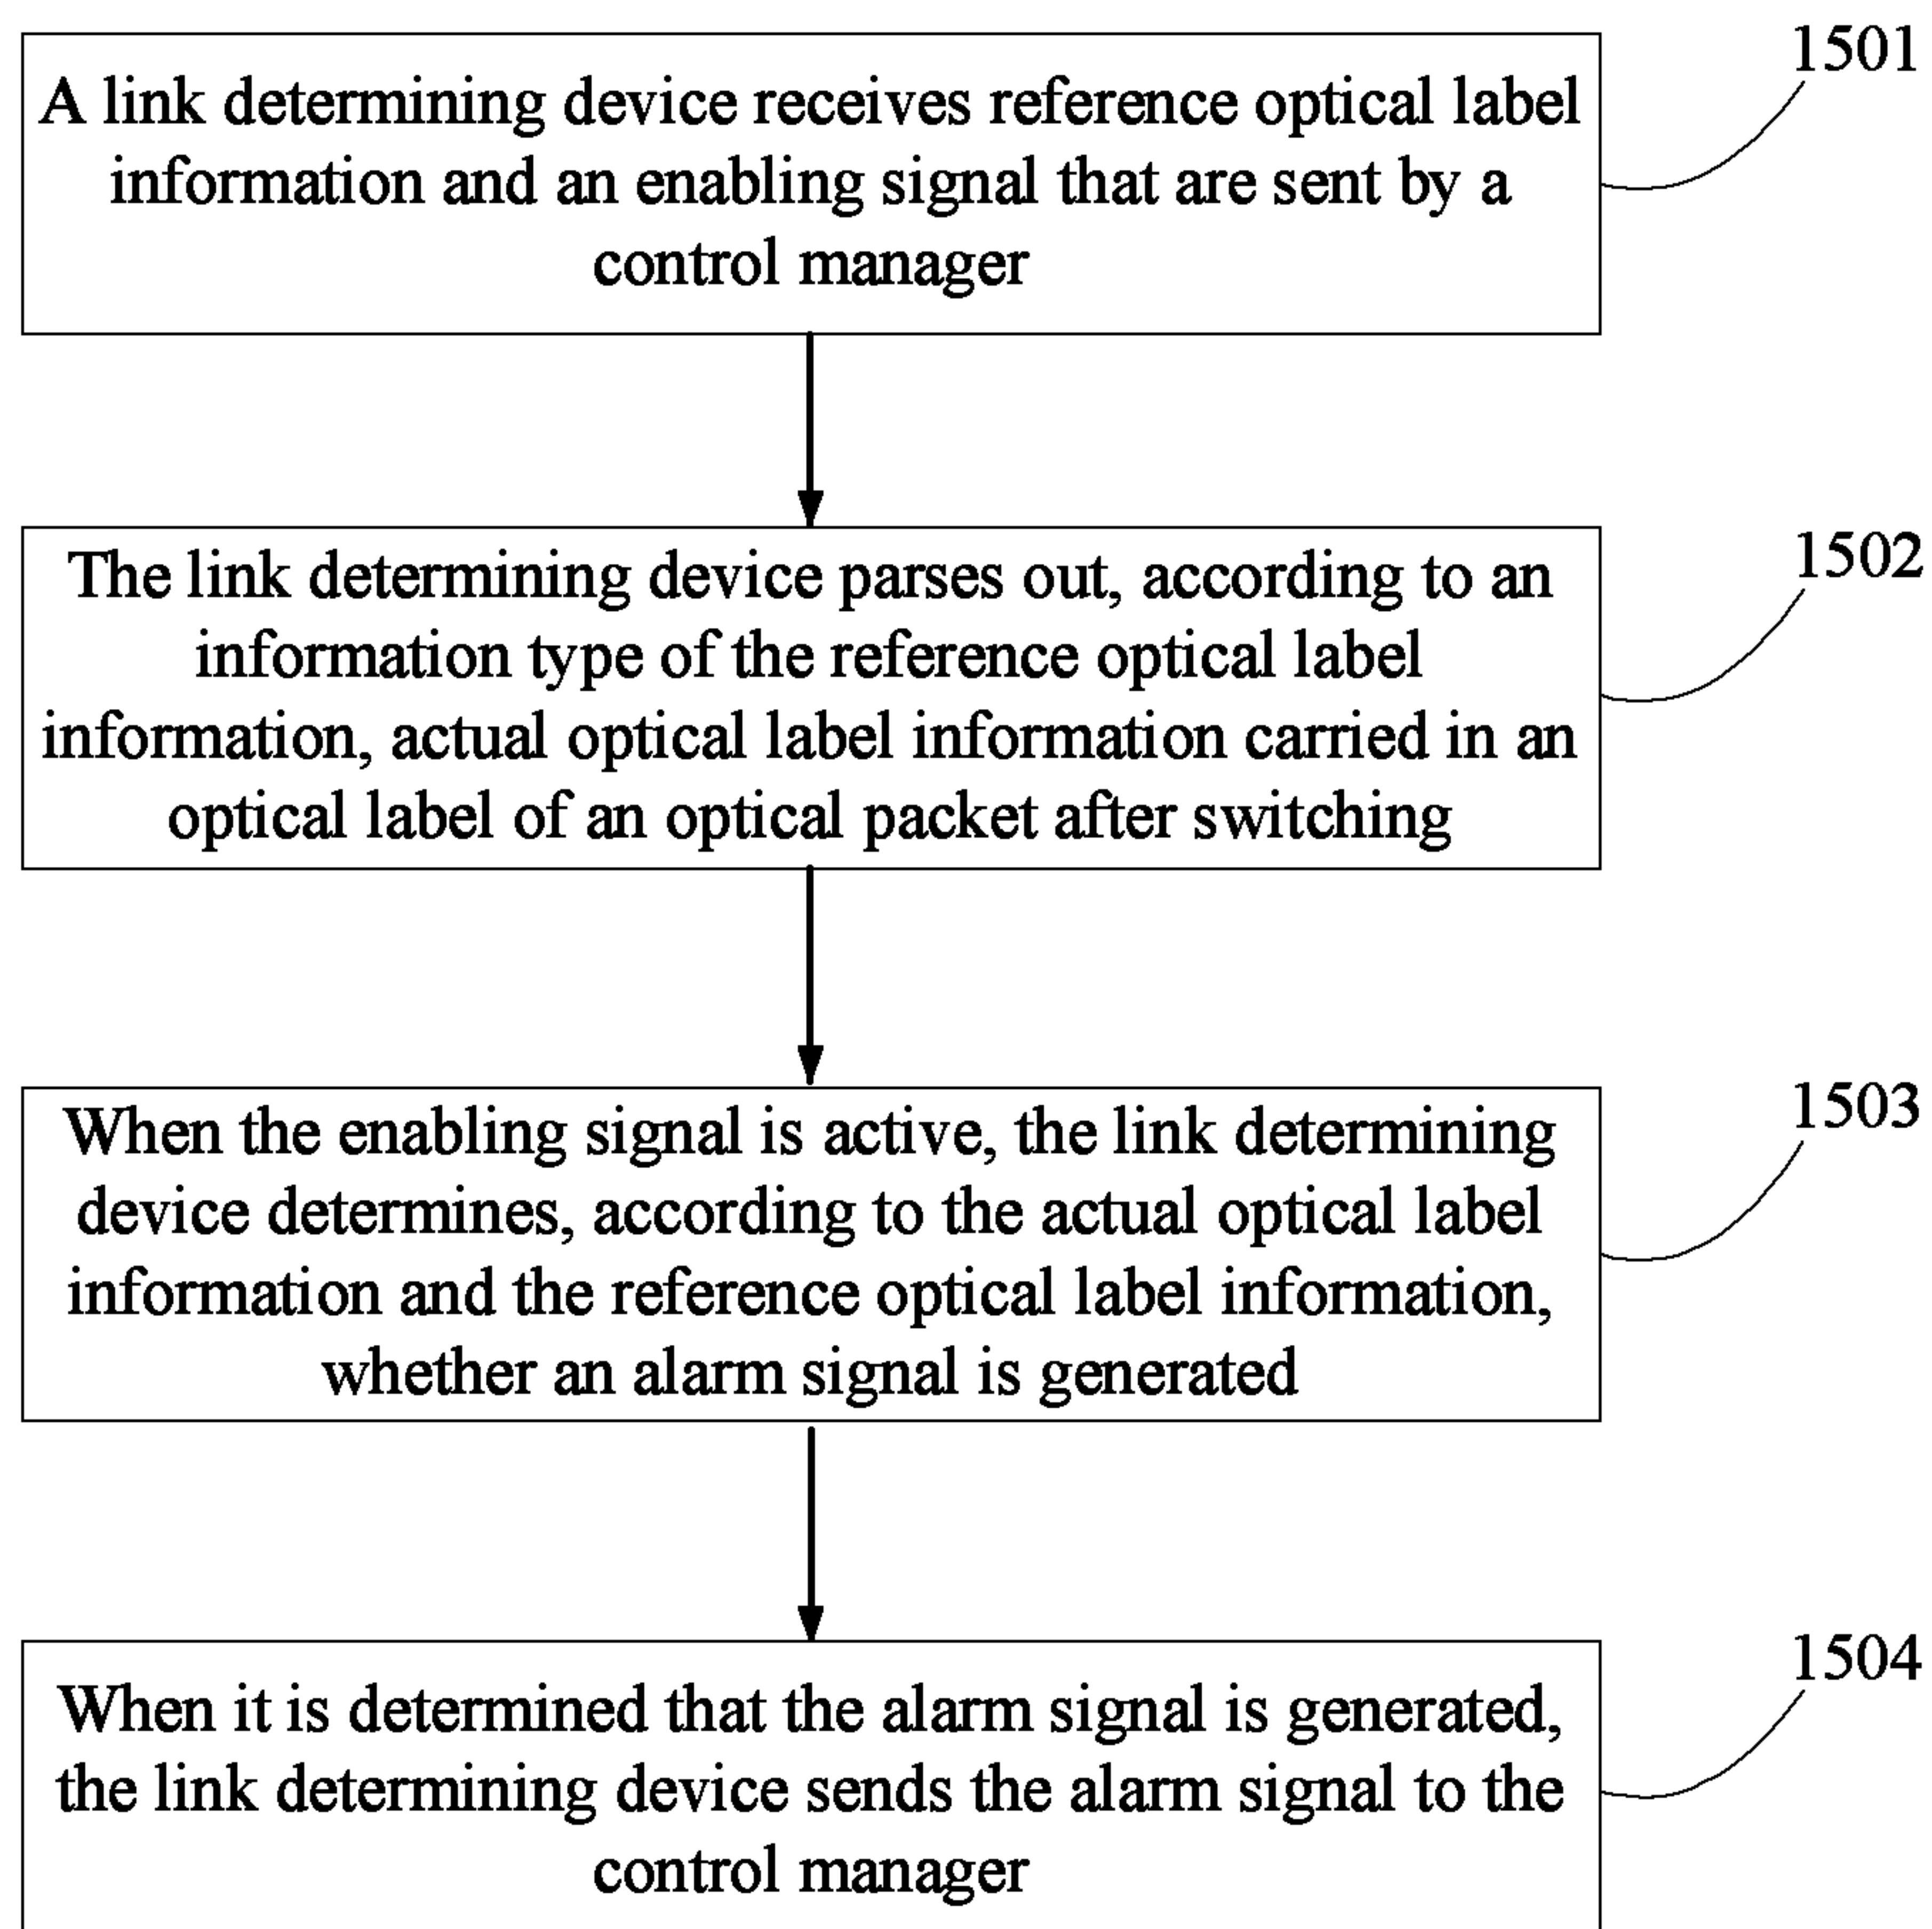 1501
A link determining device receives reference optical label
information and an enabling signal that are sent by a
control manager
1502
The link determining device parses out, according to an
information type of the reference optical label
information, actual optical label information carried in an
optical label of an optical packet after switching
1503
When the enabling signal is active, the link determining
device determines, according to the actual optical label
information and the reference optical label information,
whether an alarm signal is generated
1504
When it is determined that the alarm signal is generated,
the link determining device sends the alarm signal to the
control manager